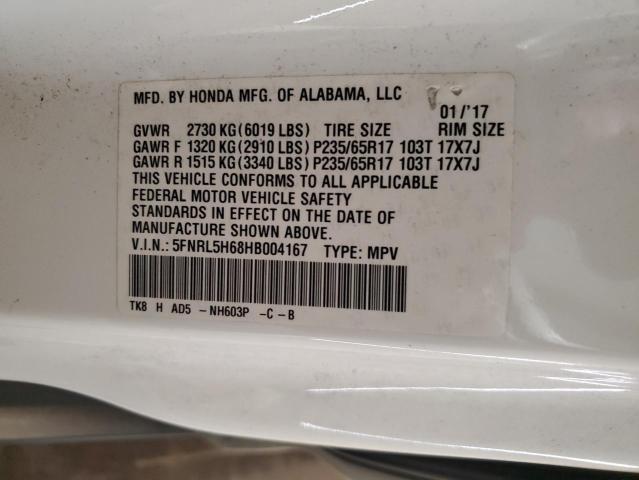 MFD. BY HONDA MFG. OF ALABAMA, LLC
01/'17
GVWR 2730 KG(6019 LBS) TIRE SIZE RIM SIZE
GAWR F 1320 KG(2910 LBS)P235/65R17 103T 17X7J
GAWR R 1515 KG(3340 LBS)P235/65R17 103T 17X7J
THIS VEHICLE CONFORMS TO ALL APPLICABLE
FEDERAL MOTOR VEHICLE SAFETY
STANDARDS IN EFFECT ON THE DATE OF
MANUFACTURE SHOWN ABOVE.
V.I.N.: 5FNRL5H68HB004167 TYPE: MPV
TK8 H AD5 -NH603P -C-B